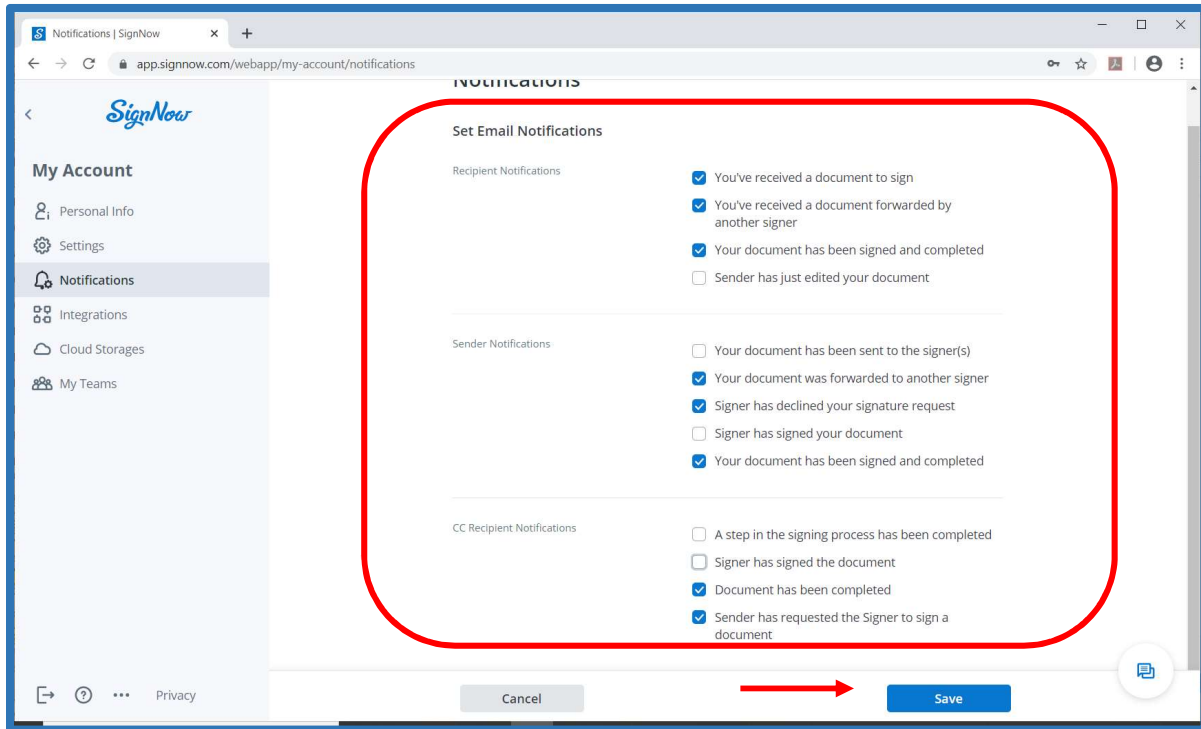 Notifications | SignNow
app.signnow.com/webapp/my-account/notifications
SignNow
My Account
Personal Info
Settings
Notifications
Integrations
Cloud Storages
My Teams
Privacy
Notifications
Set Email Notifications
Recipient Notifications
You've received a document to sign
You've received a document forwarded by
another signer
Your document has been signed and completed
Sender has just edited your document
Sender Notifications
Your document has been sent to the signer(s)
Your document was forwarded to another signer
Signer has declined your signature request
Signer has signed your document
Your document has been signed and completed
CC Recipient Notifications
A step in the signing process has been completed
Signer has signed the document
Document has been completed
Sender has requested the Signer to sign a
document
Cancel
Save